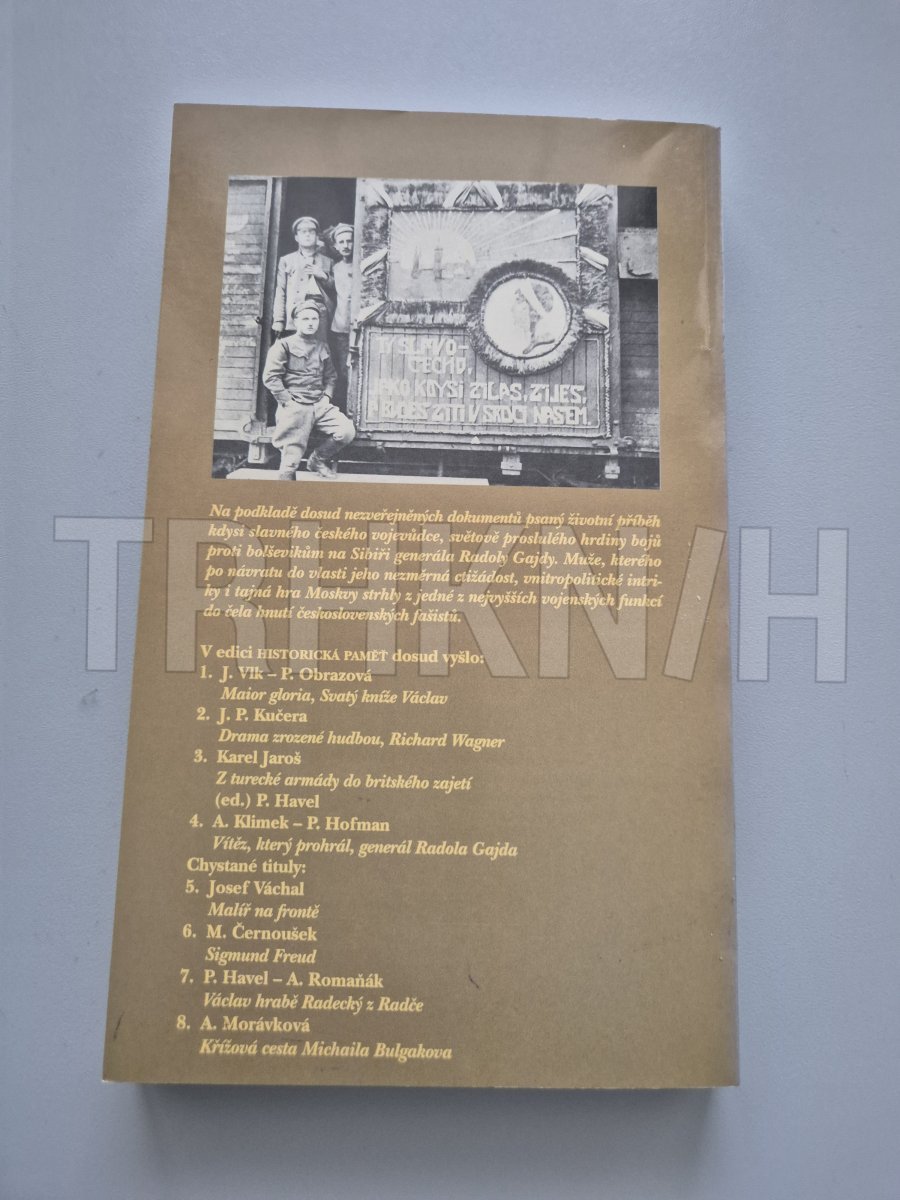 TY SLÁVO-
ČECHŮ,
JAKO KDYSI ŽILAS, ŽIJEŠ,
A BUDEŠ ŽÍTI V SRDCI NAŠEM
Na podkladě dosud nezveřejněných dokumentů psaný životní příběh
kdysi slavného českého vojevůdce, světově proslulého hrdiny bojů
proti bolševikům na Sibiři generála Radoly Gajdy. Muže, kterého
po návratu do vlasti jeho nezměrná ctižádost, vnitropolitické intri-
ky i tajná hra Moskvy strhly z jedné z nejvyšších vojenských funkcí
do čela hnutí československých fašistů.
TRHKN/H
V edici HISTORICKÁ PAMĚŤ dosud vyšlo:
1. J. Vlk – P. Obrazová
Maior gloria, Svatý kníže Václav
2. J. P. Kučera
Drama zrozené hudbou, Richard Wagner
3. Karel Jaroš
Z turecké armády do britského zajetí
(ed.) P. Havel
4. A. Klimek – P. Hofman
Vítěz, který prohrál, generál Radola Gajda
Chystané tituly:
5. Josef Váchal
Malíř na frontě
6. M. Černoušek
Sigmund Freud
7. P. Havel – A. Romaňák
Václav hrabě Radecký z Radče
8. A. Morávková
Křížová cesta Michaila Bulgakova